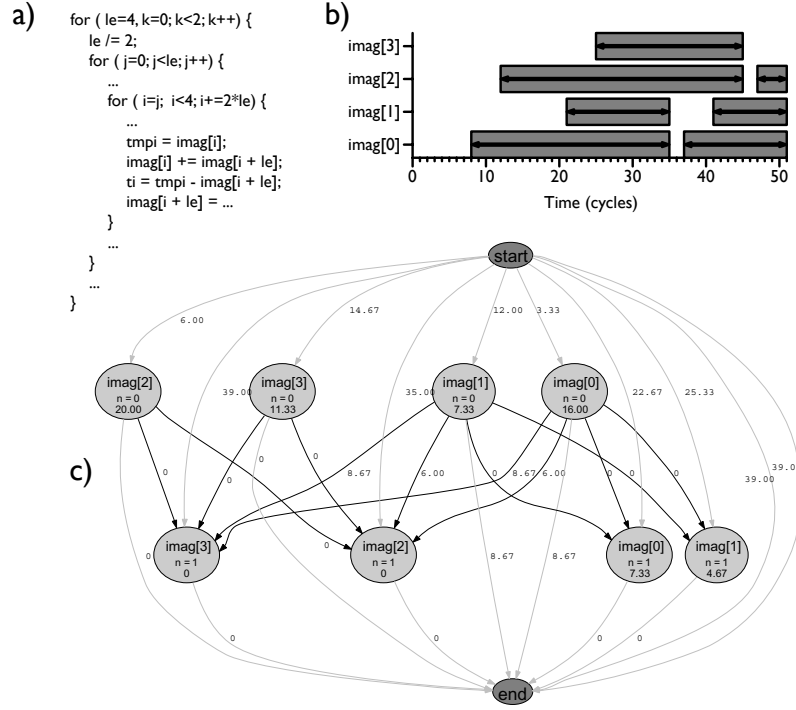 a)
for ( le=4, k=0; k<2; k++) {
le /= 2;
for ( j=0; j<le; j++) {
...
for ( i=j; i<4; i+=2*le) {
...
tmpi = imag[i];
imag[i] += imag[i + le];
ti = tmpi - imag[i + le];
imag[i + le] = ...
}
...
}
...
}
b)
imag[3]
imag[2]
imag[1]
imag[0]
0 10 20 30 40 50
Time (cycles)
c)
start
6.00
14.67
12.00
3.33
imag[2]
n = 0
20.00
imag[3]
n = 0
11.33
imag[1]
n = 0
7.33
imag[0]
n = 0
16.00
39.00
35.00
22.67
25.33
0
0
0
0
8.67
6.00
0
8.67
6.00
0
0
0
39.00
39.00
imag[3]
n = 1
0
imag[2]
n = 1
0
imag[0]
n = 1
7.33
imag[1]
n = 1
4.67
0
0
8.67
8.67
0
0
0
0
end